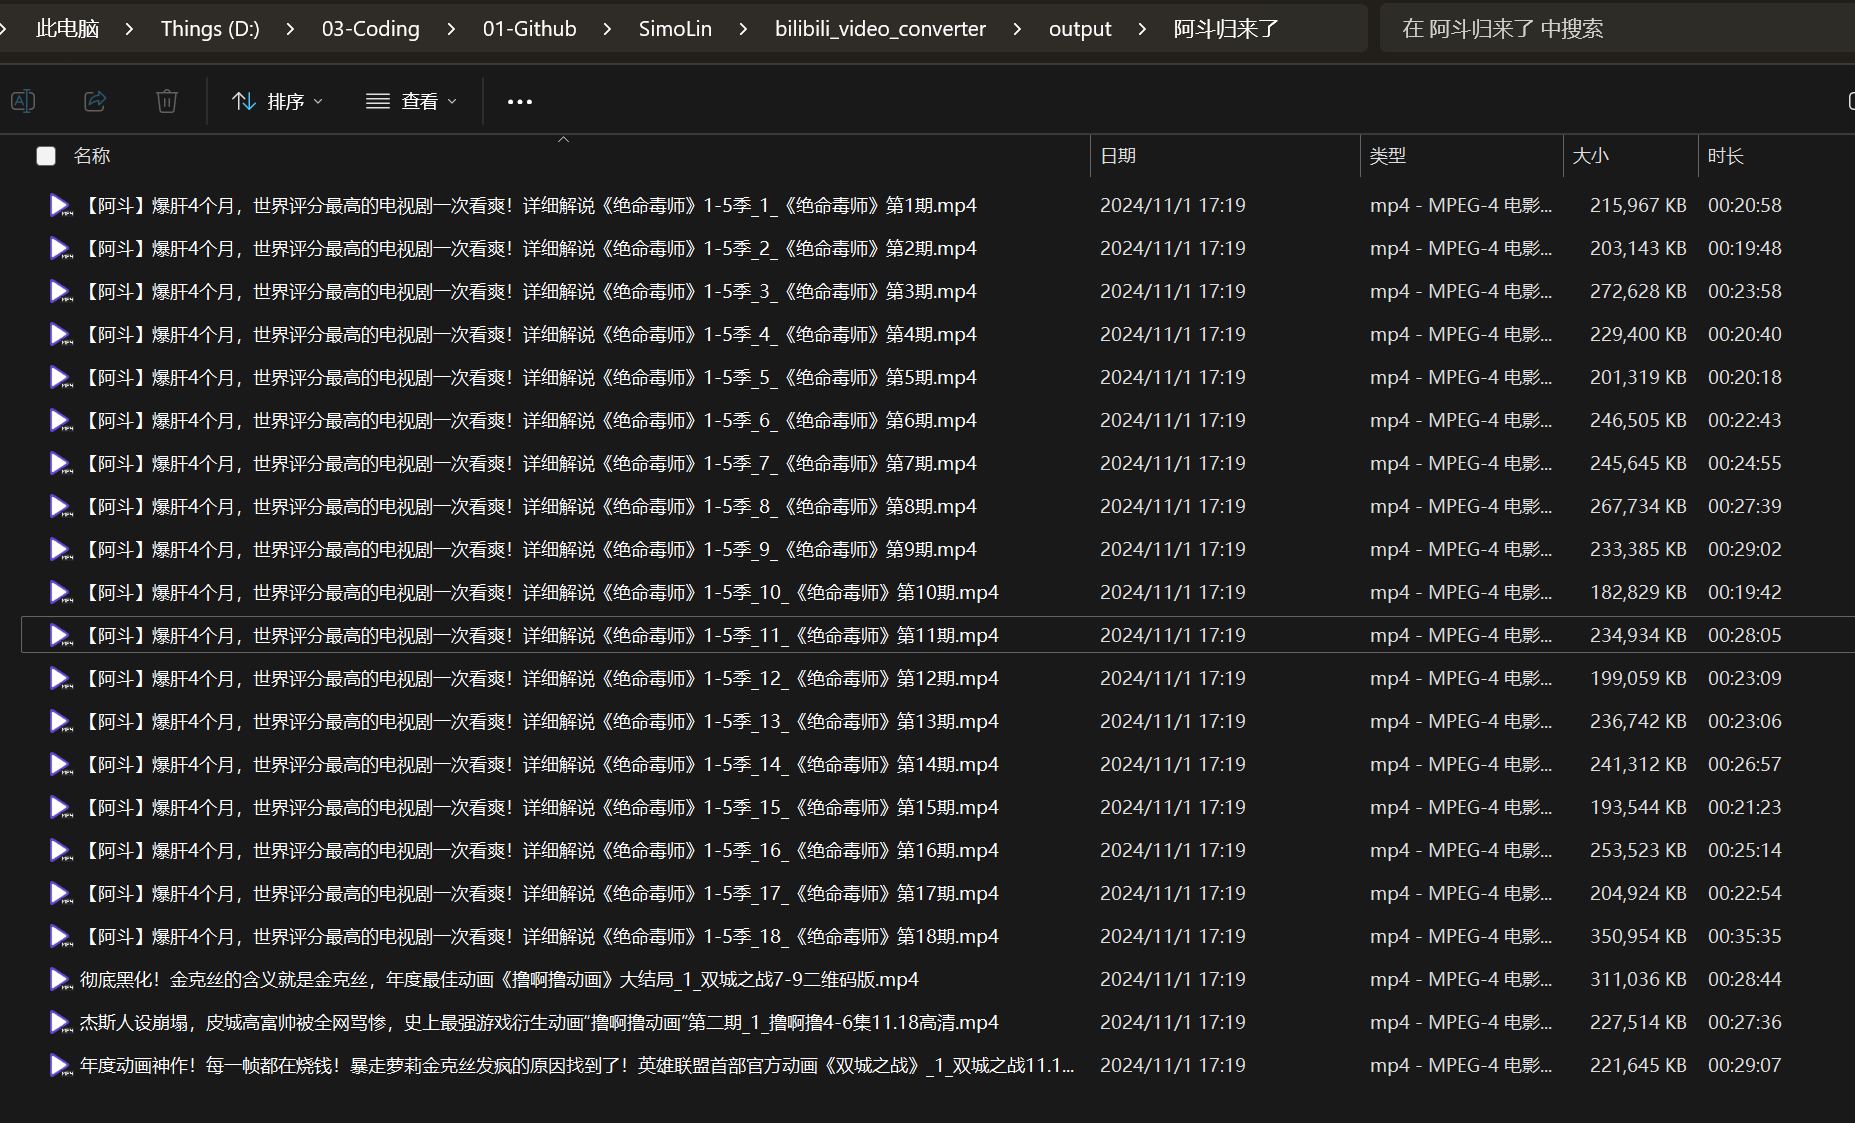 此电脑 > Things (D:) > 03-Coding > 01-Github > SimoLin > bilibili_video_converter > output > 阿斗归来了 在 阿斗归来了 中搜索
排序 查看 •••
名称 日期 类型 大小 时长
【阿斗】爆肝4个月，世界评分最高的电视剧一次看爽！详细解说《绝命毒师》1-5季_1_《绝命毒师》第1期.mp4 2024/11/1 17:19 mp4 - MPEG-4 电影... 215,967 KB 00:20:58
【阿斗】爆肝4个月，世界评分最高的电视剧一次看爽！详细解说《绝命毒师》1-5季_2_《绝命毒师》第2期.mp4 2024/11/1 17:19 mp4 - MPEG-4 电影... 203,143 KB 00:19:48
【阿斗】爆肝4个月，世界评分最高的电视剧一次看爽！详细解说《绝命毒师》1-5季_3_《绝命毒师》第3期.mp4 2024/11/1 17:19 mp4 - MPEG-4 电影... 272,628 KB 00:23:58
【阿斗】爆肝4个月，世界评分最高的电视剧一次看爽！详细解说《绝命毒师》1-5季_4_《绝命毒师》第4期.mp4 2024/11/1 17:19 mp4 - MPEG-4 电影... 229,400 KB 00:20:40
【阿斗】爆肝4个月，世界评分最高的电视剧一次看爽！详细解说《绝命毒师》1-5季_5_《绝命毒师》第5期.mp4 2024/11/1 17:19 mp4 - MPEG-4 电影... 201,319 KB 00:20:18
【阿斗】爆肝4个月，世界评分最高的电视剧一次看爽！详细解说《绝命毒师》1-5季_6_《绝命毒师》第6期.mp4 2024/11/1 17:19 mp4 - MPEG-4 电影... 246,505 KB 00:22:43
【阿斗】爆肝4个月，世界评分最高的电视剧一次看爽！详细解说《绝命毒师》1-5季_7_《绝命毒师》第7期.mp4 2024/11/1 17:19 mp4 - MPEG-4 电影... 245,645 KB 00:24:55
【阿斗】爆肝4个月，世界评分最高的电视剧一次看爽！详细解说《绝命毒师》1-5季_8_《绝命毒师》第8期.mp4 2024/11/1 17:19 mp4 - MPEG-4 电影... 267,734 KB 00:27:39
【阿斗】爆肝4个月，世界评分最高的电视剧一次看爽！详细解说《绝命毒师》1-5季_9_《绝命毒师》第9期.mp4 2024/11/1 17:19 mp4 - MPEG-4 电影... 233,385 KB 00:29:02
【阿斗】爆肝4个月，世界评分最高的电视剧一次看爽！详细解说《绝命毒师》1-5季_10_《绝命毒师》第10期.mp4 2024/11/1 17:19 mp4 - MPEG-4 电影... 182,829 KB 00:19:42
【阿斗】爆肝4个月，世界评分最高的电视剧一次看爽！详细解说《绝命毒师》1-5季_11_《绝命毒师》第11期.mp4 2024/11/1 17:19 mp4 - MPEG-4 电影... 234,934 KB 00:28:05
【阿斗】爆肝4个月，世界评分最高的电视剧一次看爽！详细解说《绝命毒师》1-5季_12_《绝命毒师》第12期.mp4 2024/11/1 17:19 mp4 - MPEG-4 电影... 199,059 KB 00:23:09
【阿斗】爆肝4个月，世界评分最高的电视剧一次看爽！详细解说《绝命毒师》1-5季_13_《绝命毒师》第13期.mp4 2024/11/1 17:19 mp4 - MPEG-4 电影... 236,742 KB 00:23:06
【阿斗】爆肝4个月，世界评分最高的电视剧一次看爽！详细解说《绝命毒师》1-5季_14_《绝命毒师》第14期.mp4 2024/11/1 17:19 mp4 - MPEG-4 电影... 241,312 KB 00:26:57
【阿斗】爆肝4个月，世界评分最高的电视剧一次看爽！详细解说《绝命毒师》1-5季_15_《绝命毒师》第15期.mp4 2024/11/1 17:19 mp4 - MPEG-4 电影... 193,544 KB 00:21:23
【阿斗】爆肝4个月，世界评分最高的电视剧一次看爽！详细解说《绝命毒师》1-5季_16_《绝命毒师》第16期.mp4 2024/11/1 17:19 mp4 - MPEG-4 电影... 253,523 KB 00:25:14
【阿斗】爆肝4个月，世界评分最高的电视剧一次看爽！详细解说《绝命毒师》1-5季_17_《绝命毒师》第17期.mp4 2024/11/1 17:19 mp4 - MPEG-4 电影... 204,924 KB 00:22:54
【阿斗】爆肝4个月，世界评分最高的电视剧一次看爽！详细解说《绝命毒师》1-5季_18_《绝命毒师》第18期.mp4 2024/11/1 17:19 mp4 - MPEG-4 电影... 350,954 KB 00:35:35
彻底黑化！金克丝的含义就是金克丝，年度最佳动画《撸啊撸动画》大结局_1_双城之战7-9二维码版.mp4 2024/11/1 17:19 mp4 - MPEG-4 电影... 311,036 KB 00:28:44
杰斯人设崩塌，皮城高富帅被全网骂惨，史上最强游戏衍生动画“撸啊撸动画”第二期_1_撸啊撸4-6集11.18高清.mp4 2024/11/1 17:19 mp4 - MPEG-4 电影... 227,514 KB 00:27:36
年度动画神作！每一帧都在烧钱！暴走萝莉金克丝发疯的原因找到了！英雄联盟首部官方动画《双城之战》_1_双城之战11.1... 2024/11/1 17:19 mp4 - MPEG-4 电影... 221,645 KB 00:29:07